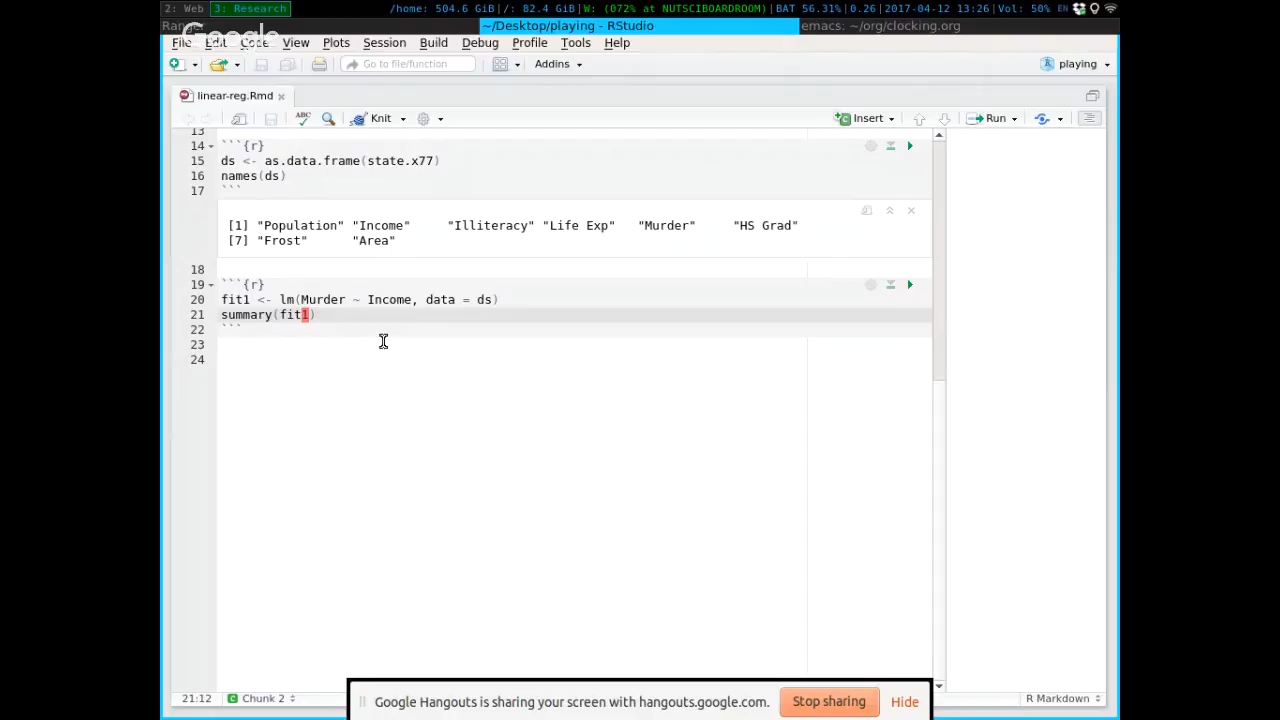 2: Web 3: Research /home: 504.6 GiB|/: 82.4 GiB|W: (072% at NUTSCIBOARDROOM)|BAT 56.31%|0.26|2017-04-12 13:26|Vol: 50% EN
~/Desktop/playing - RStudio emacs: ~/org/clocking.org
Google
File Edit Code View Plots Session Build Debug Profile Tools Help
Go to file/function Addins playing
linear-reg.Rmd
ABC Knit Insert Run
13
14 ```{r}
15 ds <- as.data.frame(state.x77)
16 names(ds)
17 ```
[1] "Population" "Income" "Illiteracy" "Life Exp" "Murder" "HS Grad"
[7] "Frost" "Area"
18
19 ```{r}
20 fit1 <- lm(Murder ~ Income, data = ds)
21 summary(fit1)
22 ```
23
24
21:12 Chunk 2 R Markdown
Google Hangouts is sharing your screen with hangouts.google.com. Stop sharing Hide